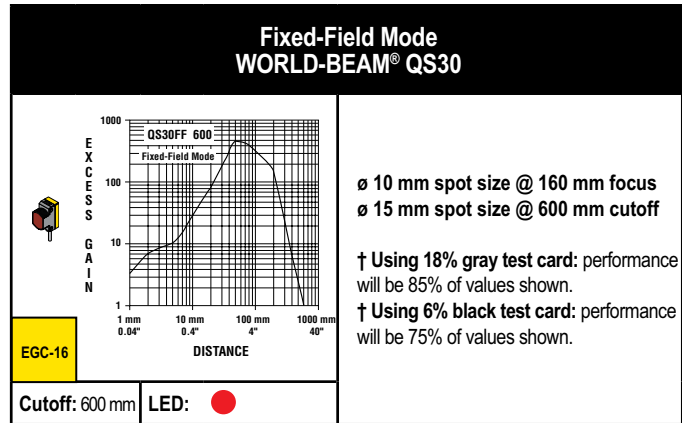 Fixed-Field Mode
WORLD-BEAM® QS30
EXCESS GAIN
1000
100
10
1
QS30FF 600
Fixed-Field Mode
1 mm 10 mm 100 mm 1000 mm
0.04" 0.4" 4" 40"
DISTANCE
EGC-16
Cutoff: 600 mm
LED:
ø 10 mm spot size @ 160 mm focus
ø 15 mm spot size @ 600 mm cutoff
† Using 18% gray test card: performance
will be 85% of values shown.
† Using 6% black test card: performance
will be 75% of values shown.